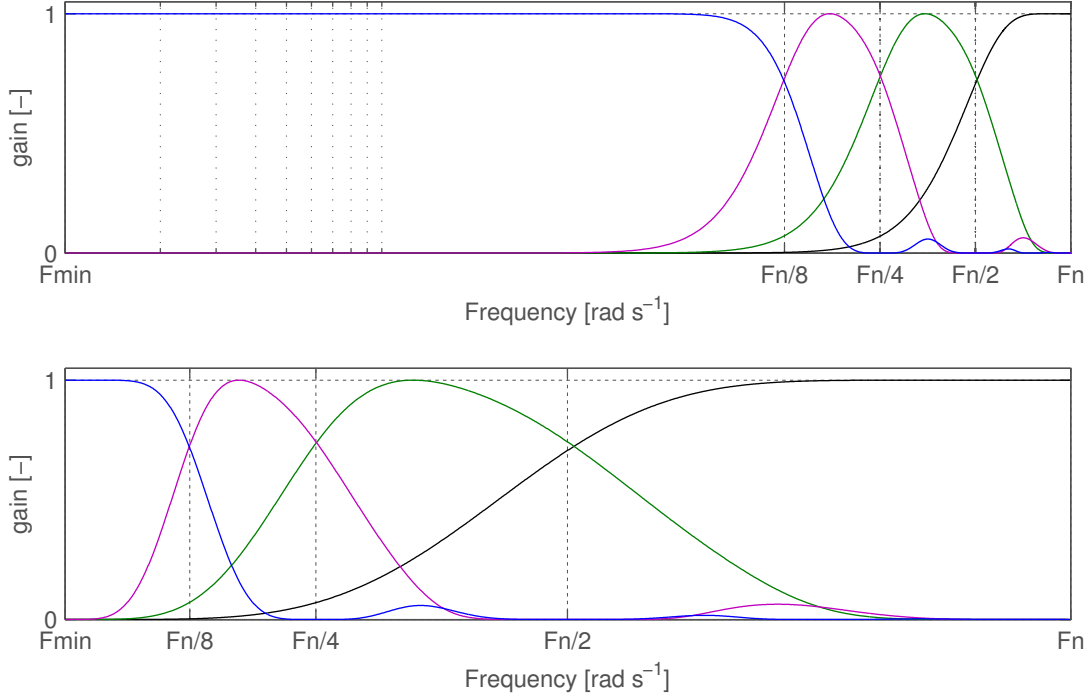 1
gain [−]
0
Fmin Fn/8 Fn/4 Fn/2 Fn
Frequency [rad s⁻¹]
1
gain [−]
0
Fmin Fn/8 Fn/4 Fn/2 Fn
Frequency [rad s⁻¹]